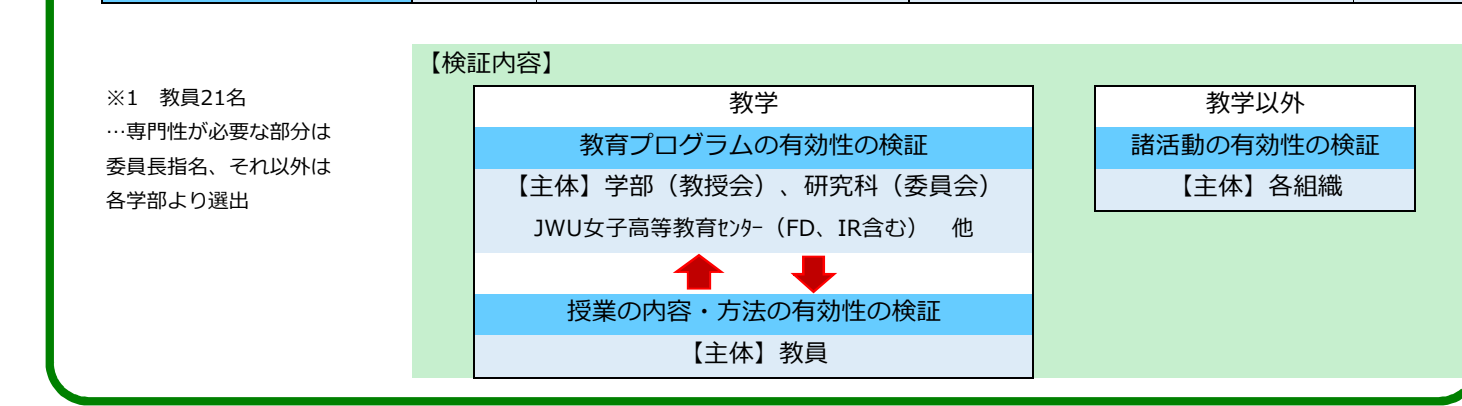 【検証内容】
※1　教員21名
…専門性が必要な部分は
委員長指名、それ以外は
各学部より選出
教学
教育プログラムの有効性の検証
【主体】学部（教授会）、研究科（委員会）
JWU女子高等教育ｾﾝﾀｰ（FD、IR含む）　他
授業の内容・方法の有効性の検証
【主体】教員
教学以外
諸活動の有効性の検証
【主体】各組織